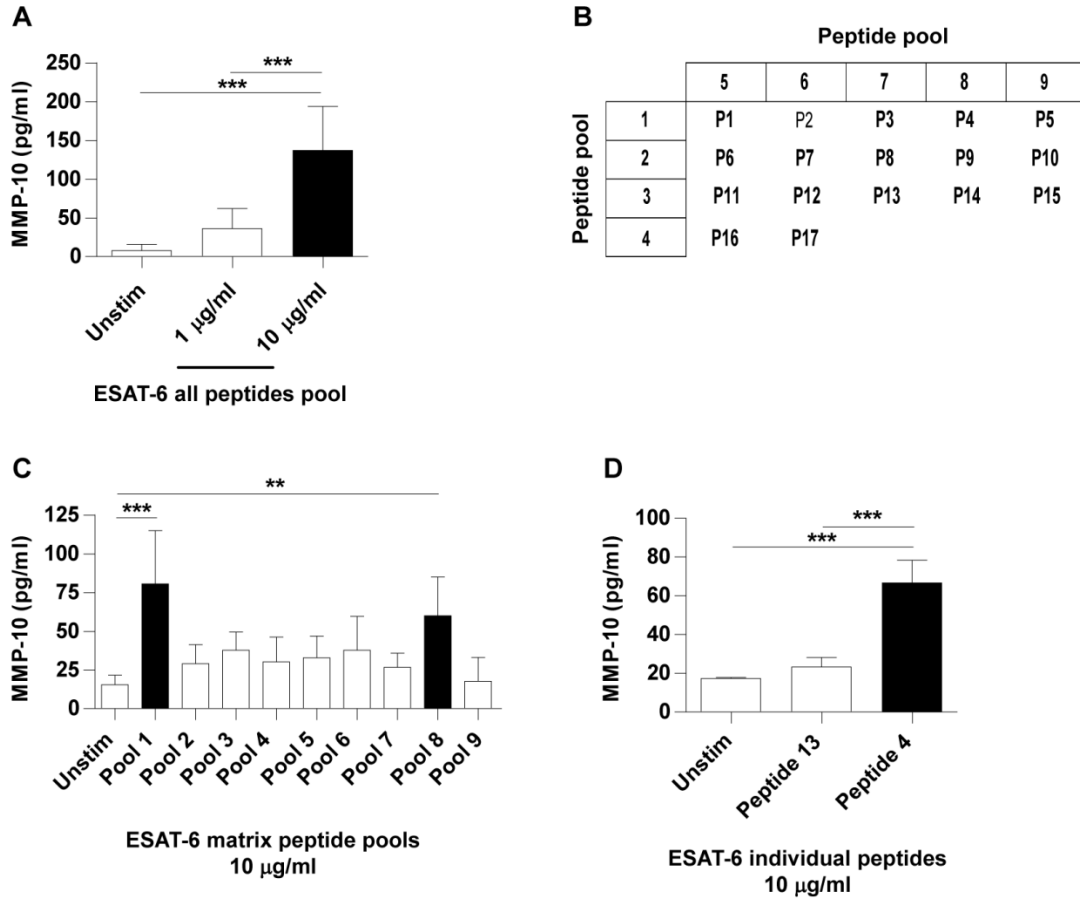 A
MMP-10 (pg/ml)
250
200
150
100
50
0
***
***
Unstim
1 μg/ml
10 μg/ml
ESAT-6 all peptides pool
B
Peptide pool
Peptide pool
5 6 7 8 9
1 P1 P2 P3 P4 P5
2 P6 P7 P8 P9 P10
3 P11 P12 P13 P14 P15
4 P16 P17
C
MMP-10 (pg/ml)
125
100
75
50
25
0
**
***
Unstim
Pool 1
Pool 2
Pool 3
Pool 4
Pool 5
Pool 6
Pool 7
Pool 8
Pool 9
ESAT-6 matrix peptide pools
10 μg/ml
D
MMP-10 (pg/ml)
100
80
60
40
20
0
***
***
Unstim
Peptide 13
Peptide 4
ESAT-6 individual peptides
10 μg/ml